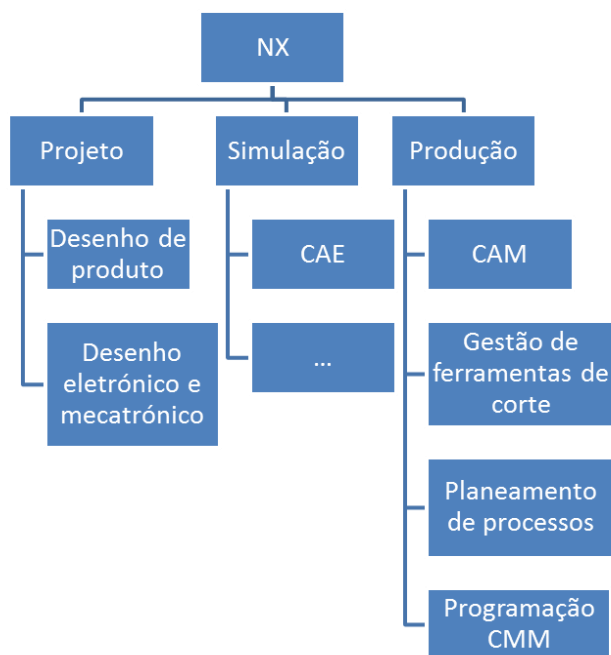 NX
Projeto
Simulação
Produção
Desenho de
produto
Desenho
eletrónico e
mecatrónico
CAE
...
CAM
Gestão de
ferramentas de
corte
Planeamento
de processos
Programação
CMM